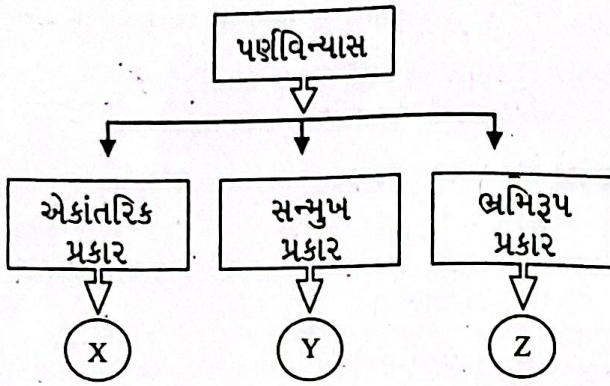 પર્ણવિન્યાસ
એકાંતરિક
પ્રકાર
સન્મુખ
પ્રકાર
ભ્રમિરૂપ
પ્રકાર
X
Y
Z